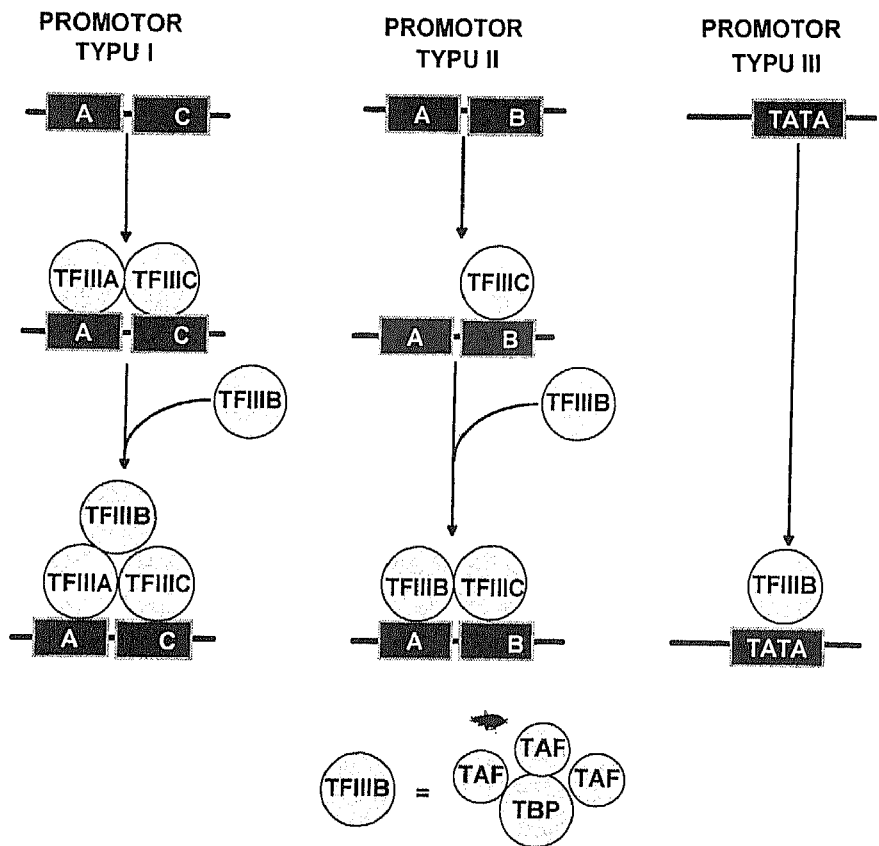 PROMOTOR
TYPU I
PROMOTOR
TYPU II
PROMOTOR
TYPU III
A C
A B
TATA
TFIIIA TFIIIC
A C
TFIIIC
A B
TFIIIB
TFIIIB
TFIIIB
TFIIIA TFIIIC
A C
TFIIIB TFIIIC
A B
TFIIIB
TATA
TFIIIB = TAF TAF TAF
TBP